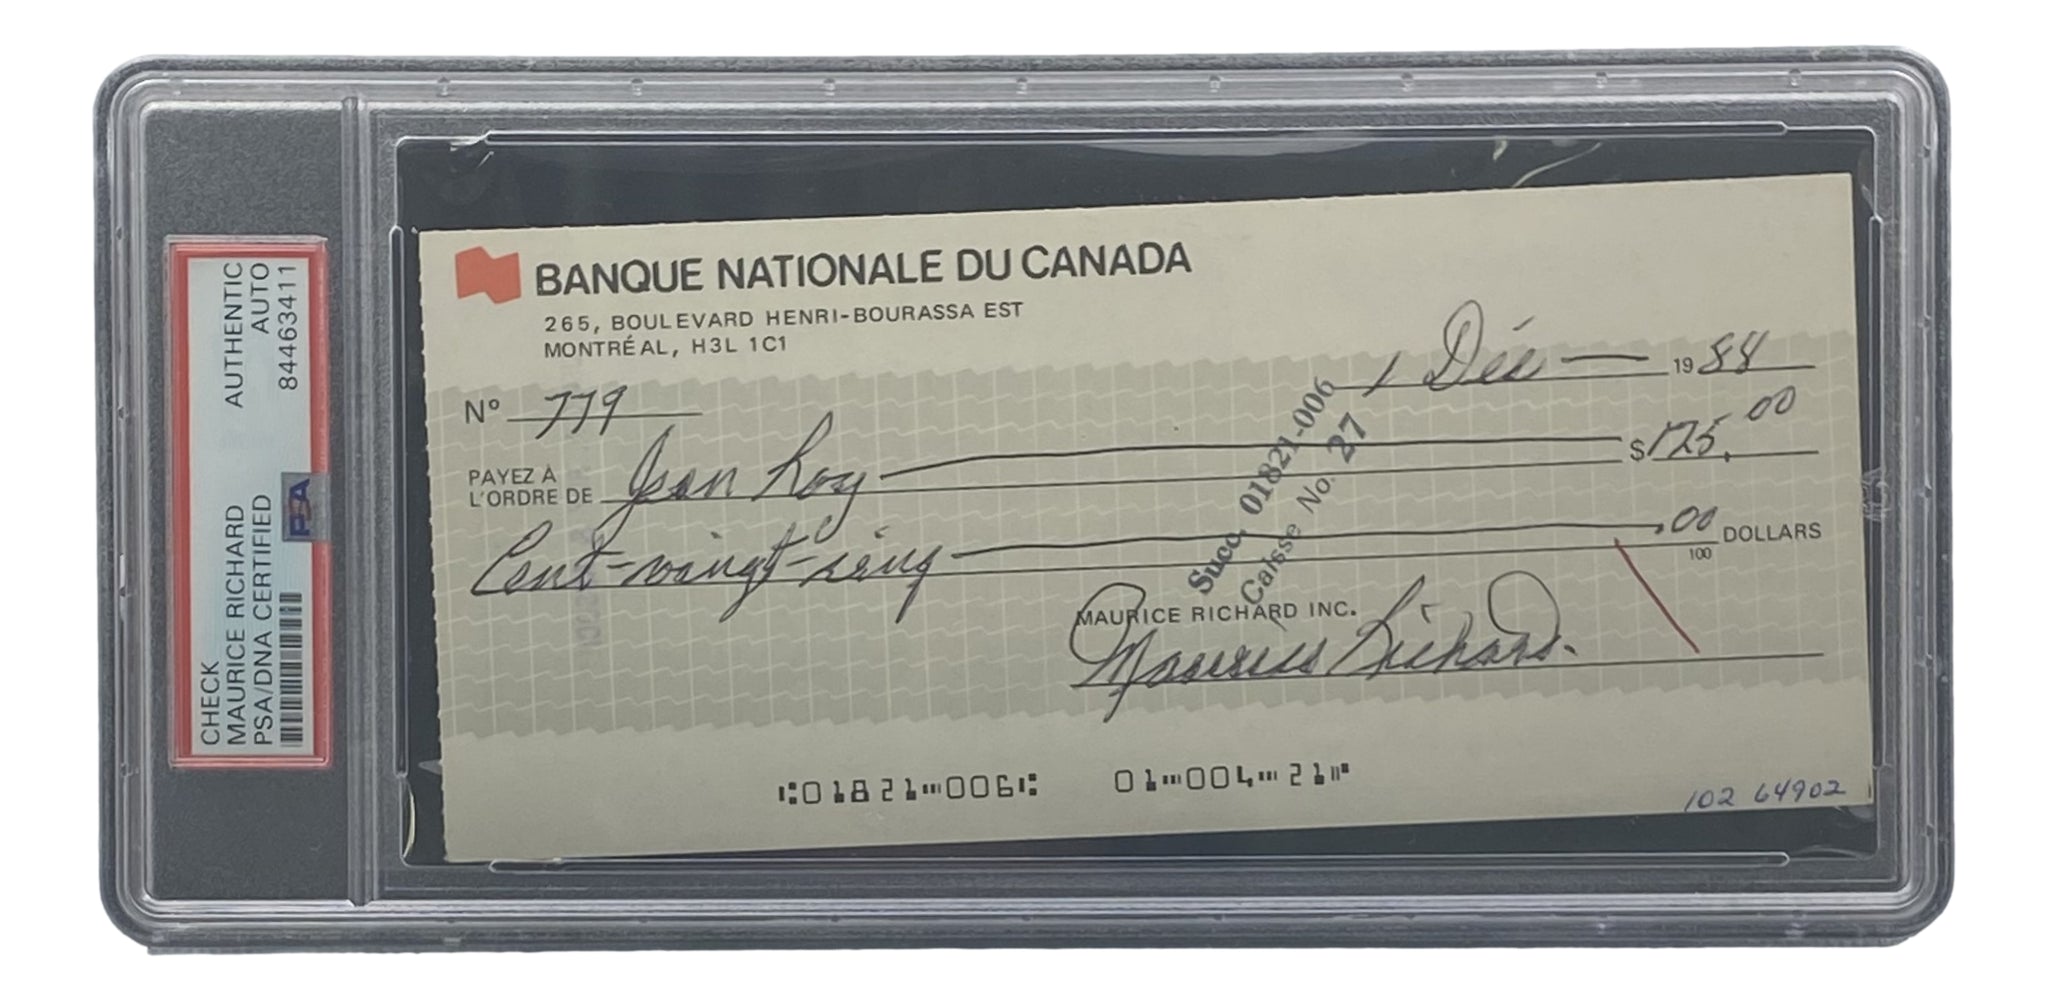 CHECK AUTHENTIC
MAURICE RICHARD AUTO
PSA/DNA CERTIFIED 84463411
PSA
BANQUE NATIONALE DU CANADA
265, BOULEVARD HENRI-BOURASSA EST
MONTRÉAL, H3L 1C1
1 Déc 1988
Nº 779
PAYEZ À
L'ORDRE DE Jean Roy $125.00
Cent-vingt-cinq .00 DOLLARS
100
Succ. 01821-006
Caisse No. 27
MAURICE RICHARD INC.
Maurice Richard.
⑆01821⑉006⑆ 01⑉004⑉21⑈
102 64902